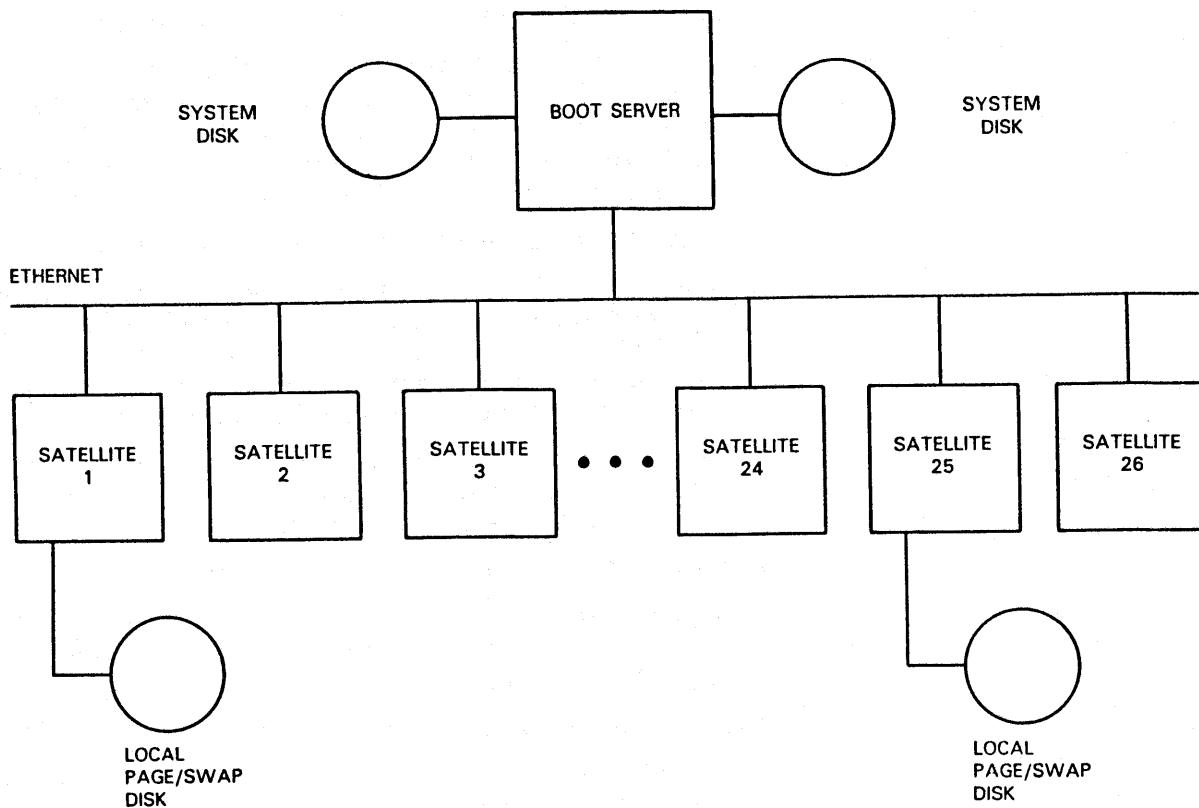 SYSTEM
DISK
BOOT SERVER
SYSTEM
DISK
ETHERNET
SATELLITE
1
SATELLITE
2
SATELLITE
3
SATELLITE
24
SATELLITE
25
SATELLITE
26
LOCAL
PAGE/SWAP
DISK
LOCAL
PAGE/SWAP
DISK